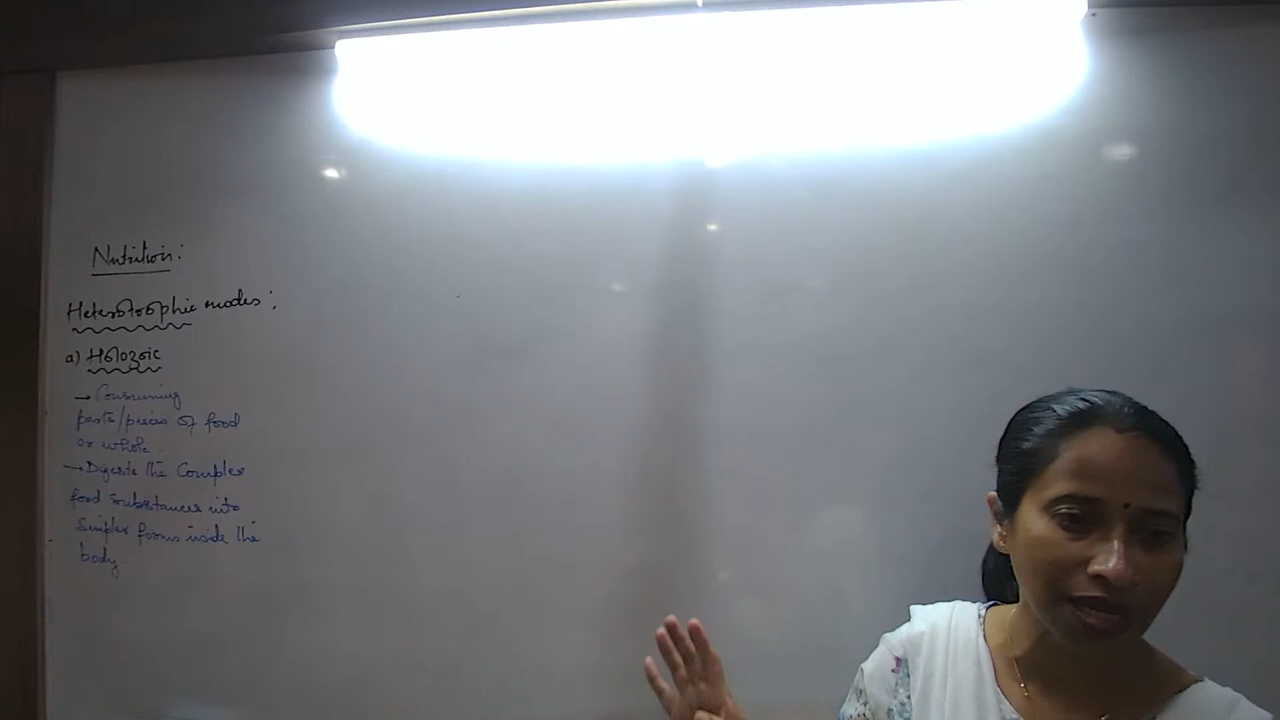 Nutrition:
Heterotrophic modes:
a) Holozoic
→ Consuming
parts/pieces of food
or whole.
→ Digests the Complex
food substances into
simpler forms inside the
body.